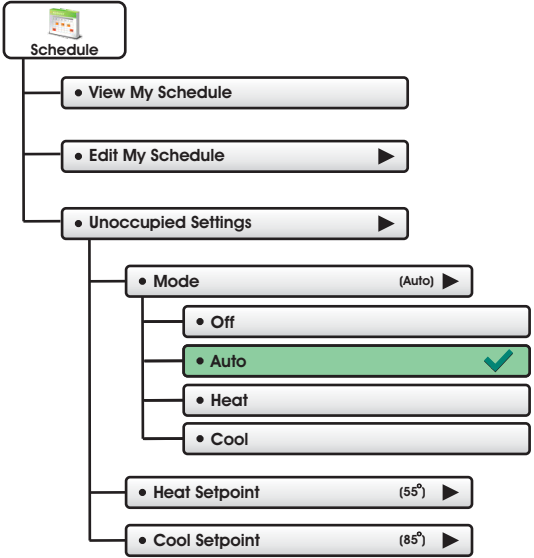 Schedule
• View My Schedule
• Edit My Schedule
• Unoccupied Settings
• Mode (Auto)
• Off
• Auto
• Heat
• Cool
• Heat Setpoint (55°)
• Cool Setpoint (85°)